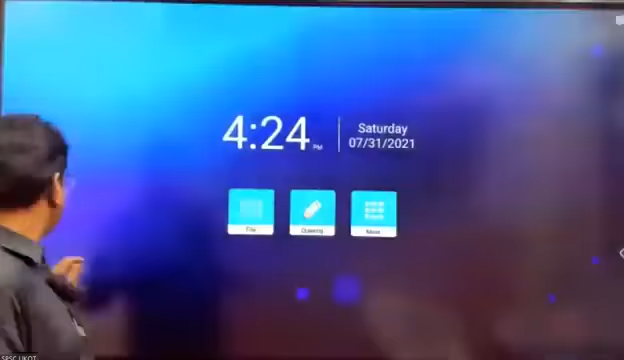 4:24 PM
Saturday
07/31/2021
File
Drawing
More
SPSC UKOT